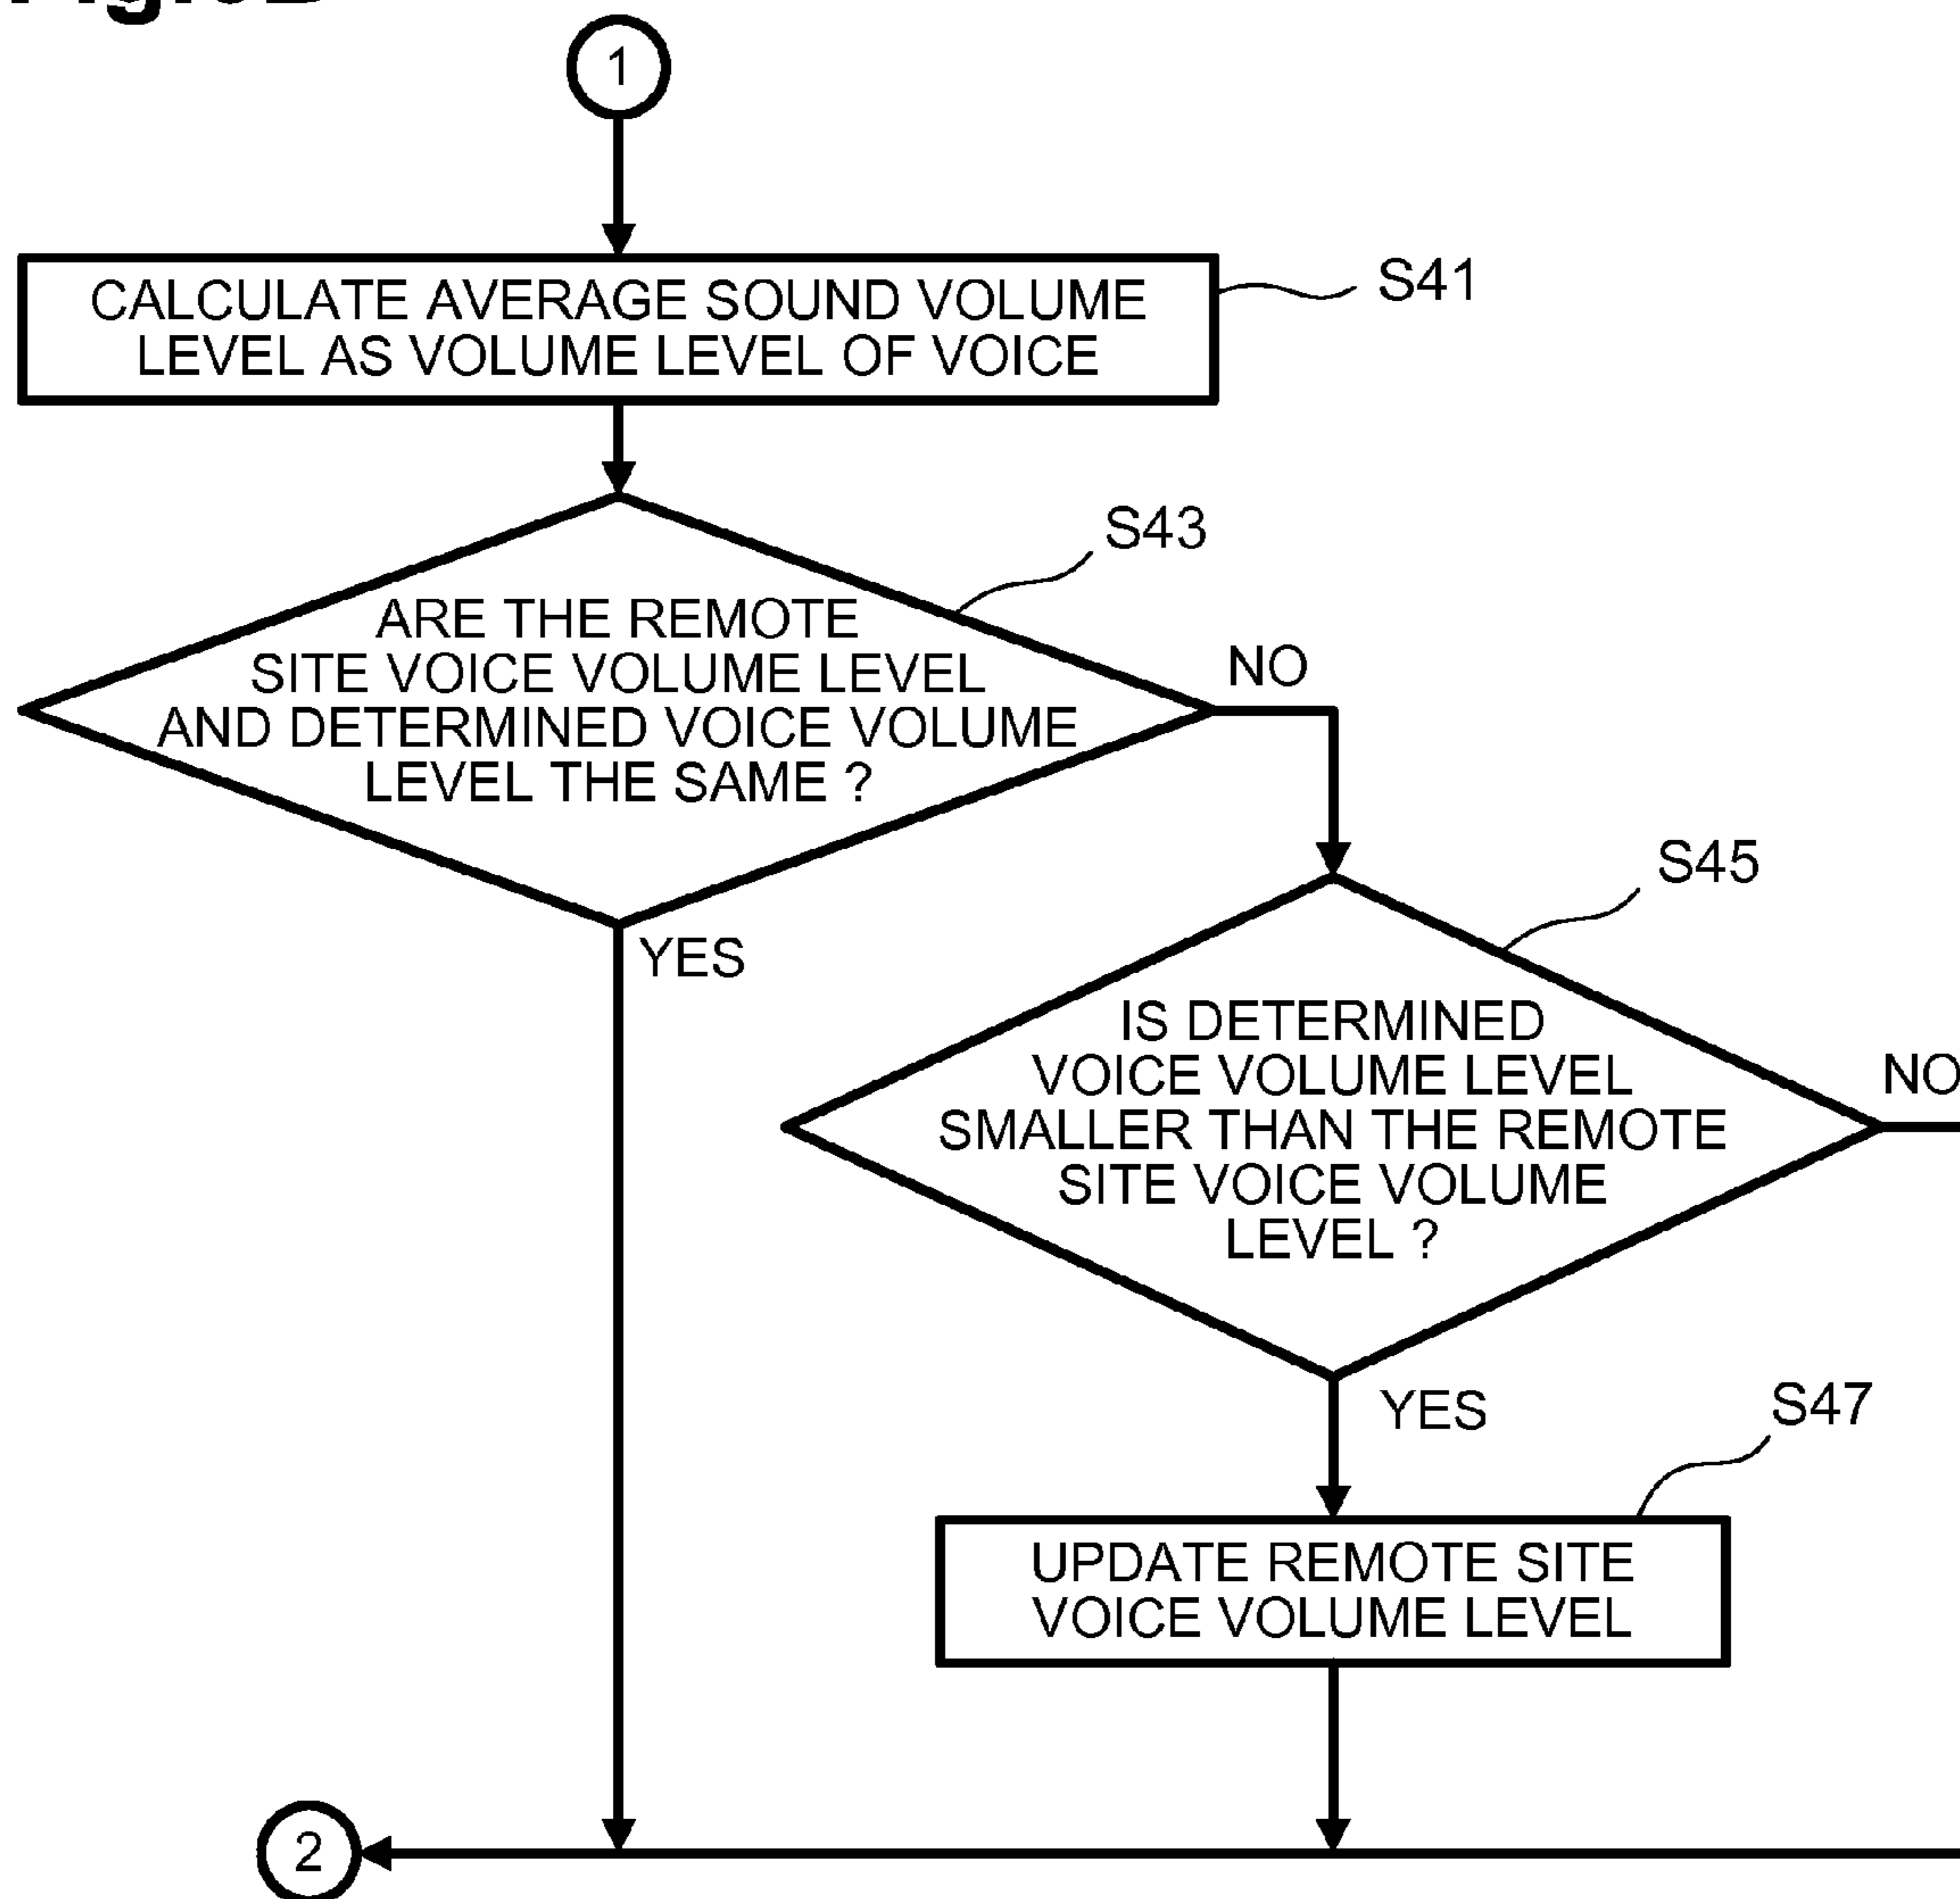 1
CALCULATE AVERAGE SOUND VOLUME
LEVEL AS VOLUME LEVEL OF VOICE
S41
S43
ARE THE REMOTE
SITE VOICE VOLUME LEVEL
AND DETERMINED VOICE VOLUME
LEVEL THE SAME ?
NO
YES
S45
IS DETERMINED
VOICE VOLUME LEVEL
SMALLER THAN THE REMOTE
SITE VOICE VOLUME
LEVEL ?
NO
YES
S47
UPDATE REMOTE SITE
VOICE VOLUME LEVEL
2